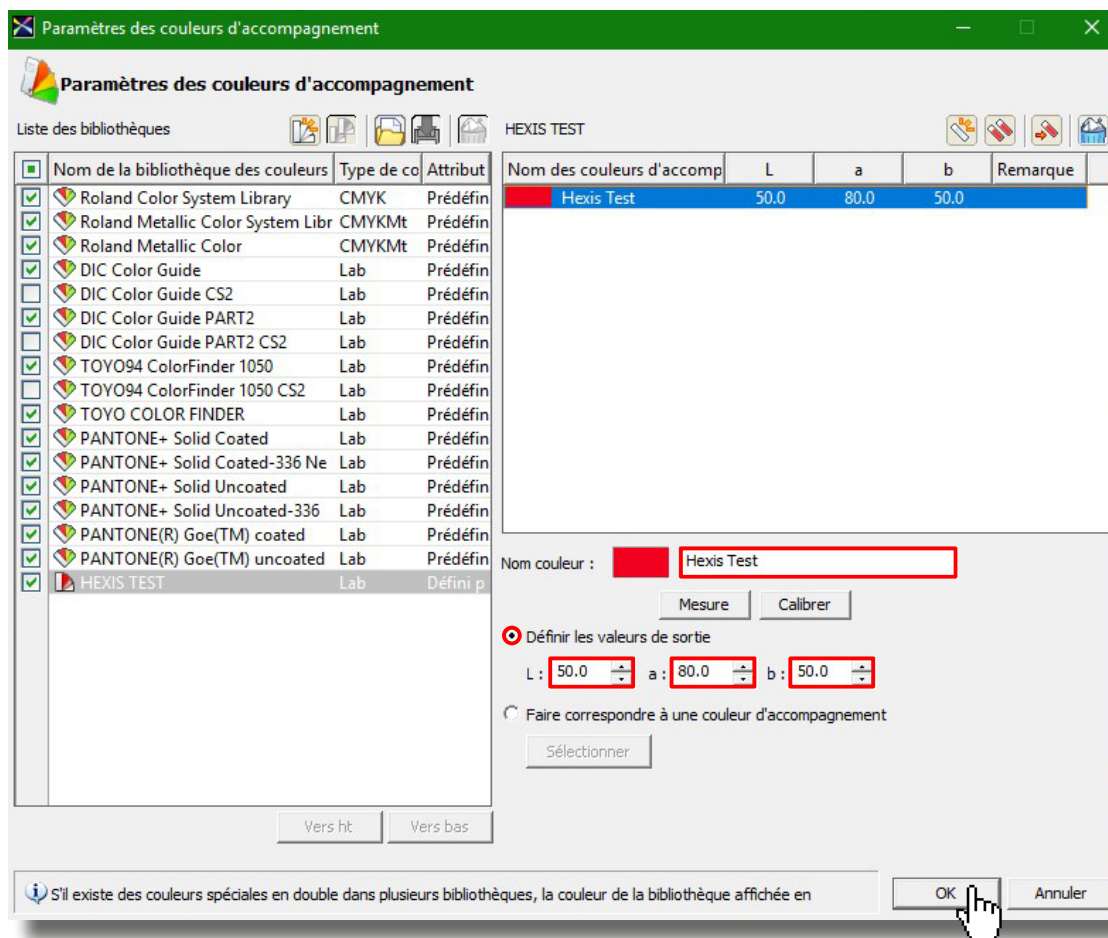 Paramètres des couleurs d'accompagnement
Paramètres des couleurs d'accompagnement
Liste des bibliothèques
Nom de la bibliothèque des couleurs Type de co Attribut
Roland Color System Library CMYK Prédéfin
Roland Metallic Color System Libr CMYKMt Prédéfin
Roland Metallic Color CMYKMt Prédéfin
DIC Color Guide Lab Prédéfin
DIC Color Guide CS2 Lab Prédéfin
DIC Color Guide PART2 Lab Prédéfin
DIC Color Guide PART2 CS2 Lab Prédéfin
TOYO94 ColorFinder 1050 Lab Prédéfin
TOYO94 ColorFinder 1050 CS2 Lab Prédéfin
TOYO COLOR FINDER Lab Prédéfin
PANTONE+ Solid Coated Lab Prédéfin
PANTONE+ Solid Coated-336 Ne Lab Prédéfin
PANTONE+ Solid Uncoated Lab Prédéfin
PANTONE+ Solid Uncoated-336 Lab Prédéfin
PANTONE(R) Goe(TM) coated Lab Prédéfin
PANTONE(R) Goe(TM) uncoated Lab Prédéfin
HEXIS TEST Lab Défini p
Vers ht Vers bas
HEXIS TEST
Nom des couleurs d'accomp L a b Remarque
Hexis Test 50.0 80.0 50.0
Nom couleur : Hexis Test
Mesure Calibrer
Définir les valeurs de sortie
L : 50.0 a : 80.0 b : 50.0
Faire correspondre à une couleur d'accompagnement
Sélectionner
S'il existe des couleurs spéciales en double dans plusieurs bibliothèques, la couleur de la bibliothèque affichée en
OK Annuler